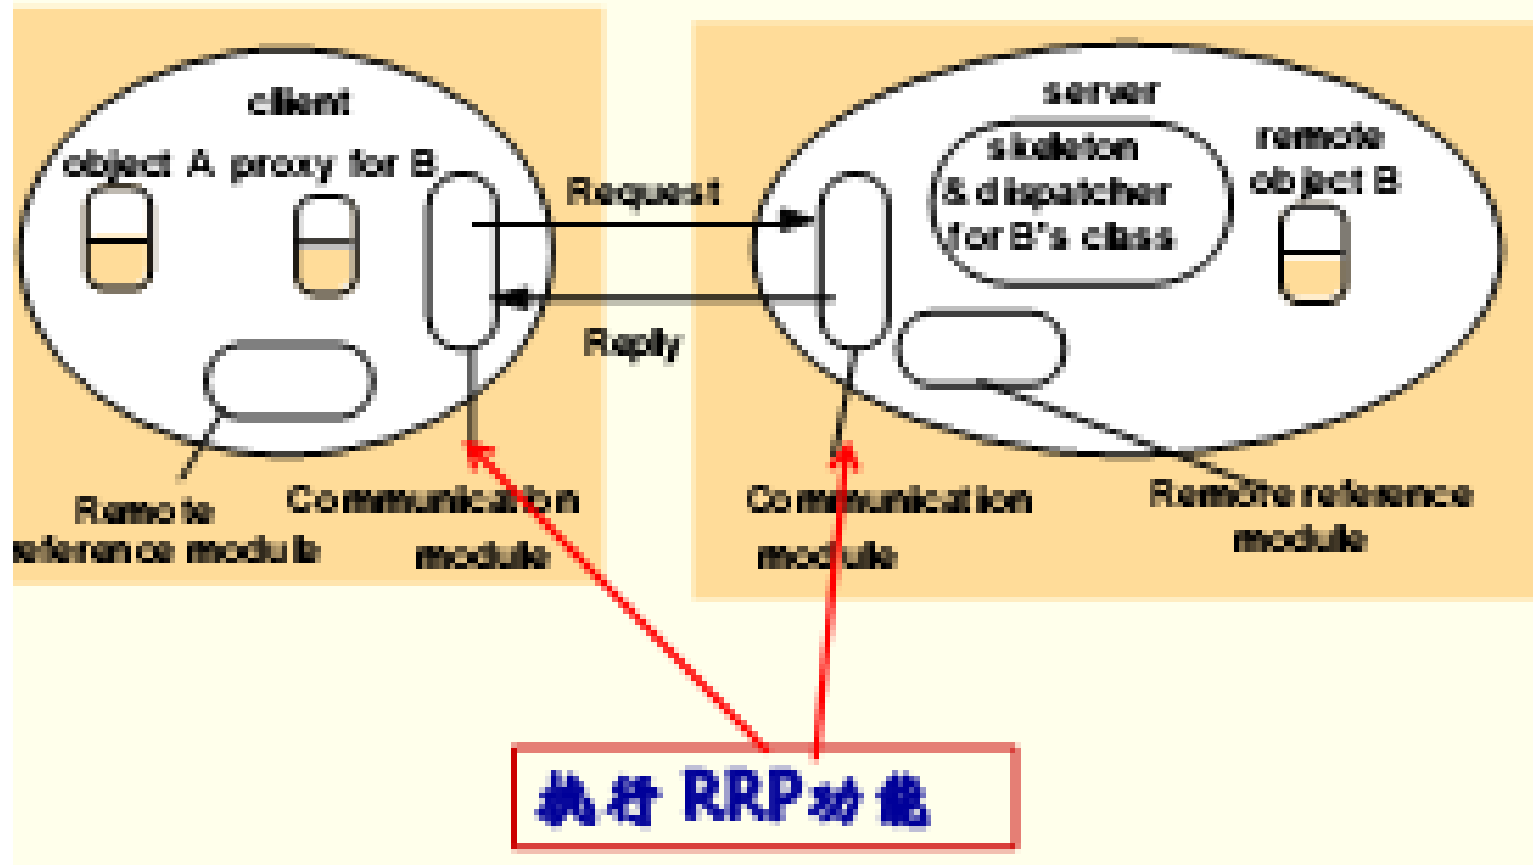 client
object A proxy for B
Request
Reply
Remote
reference module
Communication
module
server
skeleton
& dispatcher
for B's class
remote
object B
Communication
module
Remote reference
module
执行 RRP功能